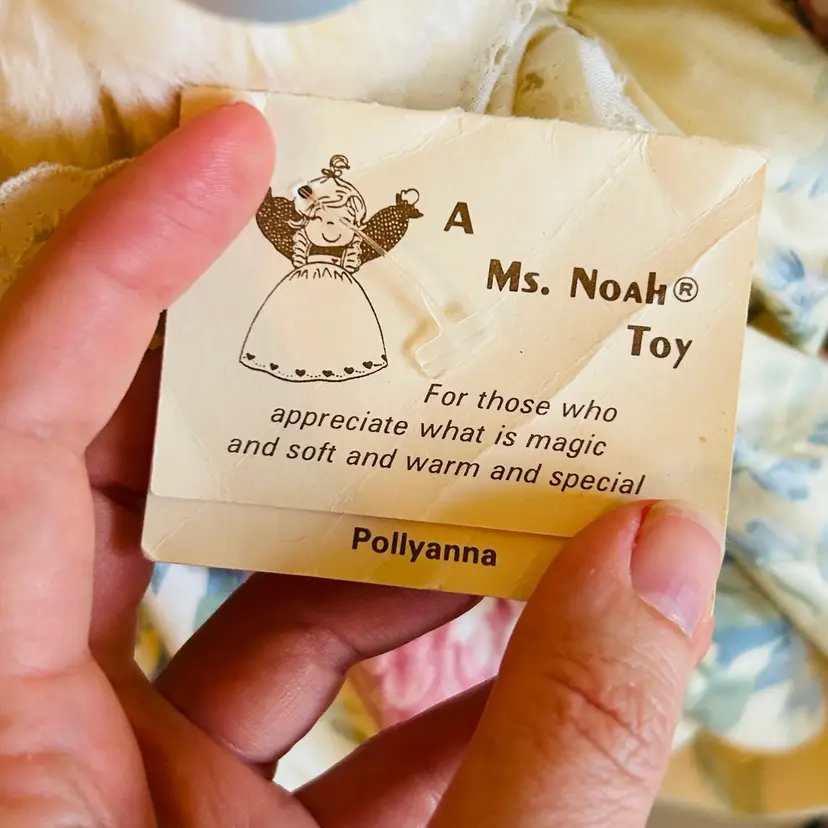 A
Ms. Noah®
Toy
For those who
appreciate what is magic
and soft and warm and special
Pollyanna